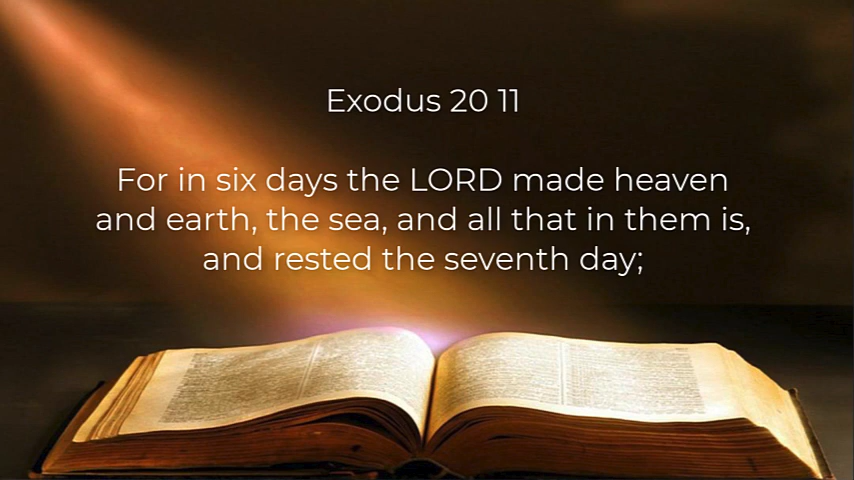 Exodus 20 11
For in six days the LORD made heaven
and earth, the sea, and all that in them is,
and rested the seventh day;